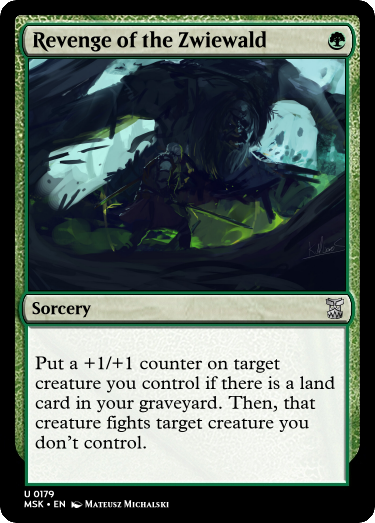 Revenge of the Zwiewald
Sorcery
Put a +1/+1 counter on target
creature you control if there is a land
card in your graveyard. Then, that
creature fights target creature you
don't control.
U 0179
MSK • EN Mateusz Michalski